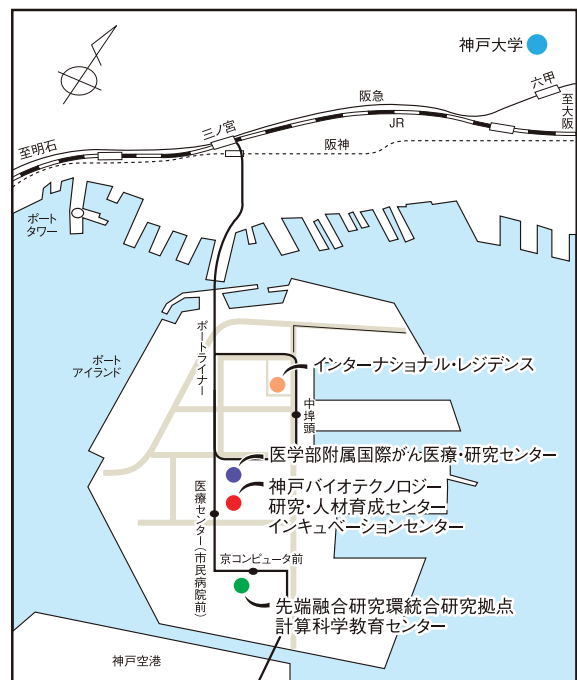 神戸大学
六甲
至大阪
阪急
JR
三ノ宮
阪神
至明石
ポート
タワー
ポートライナー
ポート
アイランド
インターナショナル・レジデンス
中埠頭
医学部附属国際がん医療・研究センター
神戸バイオテクノロジー
研究・人材育成センター
インキュベーションセンター
医療センター(市民病院前)
京コンピュータ前
先端融合研究環統合研究拠点
計算科学教育センター
神戸空港